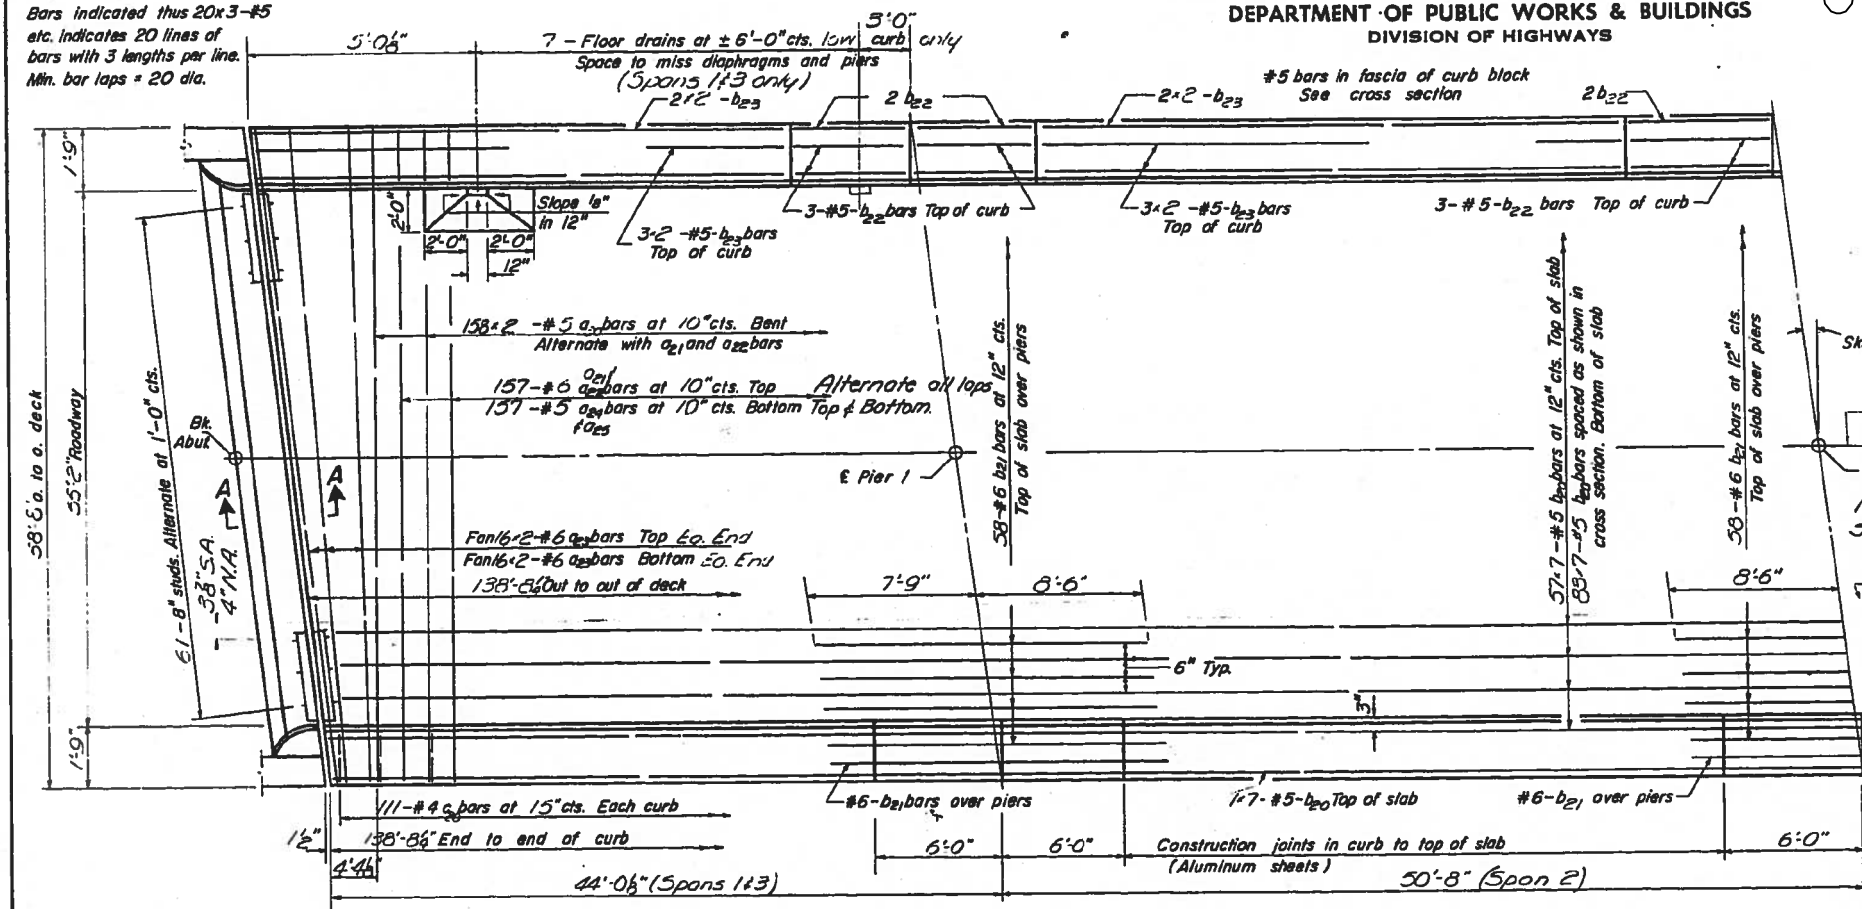 Bars indicated thus 20x3-#5
etc. indicates 20 lines of
bars with 3 lengths per line.
Min. bar laps = 20 dia.
DEPARTMENT OF PUBLIC WORKS & BUILDINGS
DIVISION OF HIGHWAYS
5'-0⅛"
3'-0"
7 - Floor drains at ± 6'-0" cts. low curb only
Space to miss diaphragms and piers
(Spans 1&3 only)
#5 bars in fascia of curb block
See cross section
2x2 -b23
2 b22
2x2 -b23
2 b22
1'-9"
2'-0"
Slope ⅛"
in 12"
2'-0"
2'-0"
12"
3x2 -#5-b23 bars
Top of curb
3-#5-b22 bars Top of curb
3x2 -#5-b23 bars
Top of curb
3-#5-b22 bars Top of curb
158x2 -#5 a20 bars at 10"cts. Bent
Alternate with a21 and a22 bars
157-#6 a21& a22 bars at 10"cts. Top
157-#5 a24 & a25 bars at 10"cts. Bottom
Alternate all laps
Top & Bottom.
58'-8" o. to o. deck
55'-2" Roadway
61-8" studs. Alternate at 1'-0" cts.
-3⅜" S.A.
4" N.A.
Bk.
Abut.
A
A
℄ Pier 1
58-#6 b21 bars at 12" cts.
Top of slab over piers
57x7-#5 b20 bars at 12"cts. Top of slab
83x7-#5 b20 bars spaced as shown in
cross section. Bottom of slab
58-#6 b21 bars at 12" cts.
Top of slab over piers
Sk
Fan 16x2-#6 a23 bars Top Ea. End
Fan 16x2-#6 a23 bars Bottom Ea. End
138'-8¼" Out to out of deck
7'-9"
8'-6"
8'-6"
6" Typ.
3"
1'-9"
111-#4 c20 bars at 15"cts. Each curb
#6-b21 bars over piers
1x7-#5-b20 Top of slab
#6-b21 over piers
1½"
138'-8¼" End to end of curb
6'-0"
6'-0"
Construction joints in curb to top of slab
(Aluminum sheets)
6'-0"
4'-4½"
44'-0⅛" (Spans 1&3)
50'-8" (Span 2)